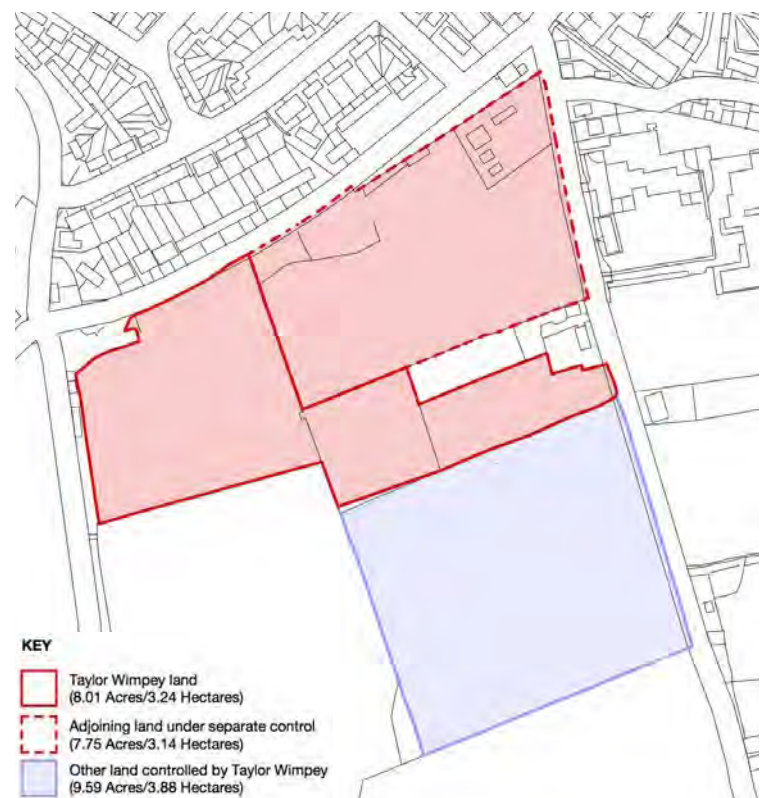 KEY
Taylor Wimpey land
(8.01 Acres/3.24 Hectares)
Adjoining land under separate control
(7.75 Acres/3.14 Hectares)
Other land controlled by Taylor Wimpey
(9.59 Acres/3.88 Hectares)